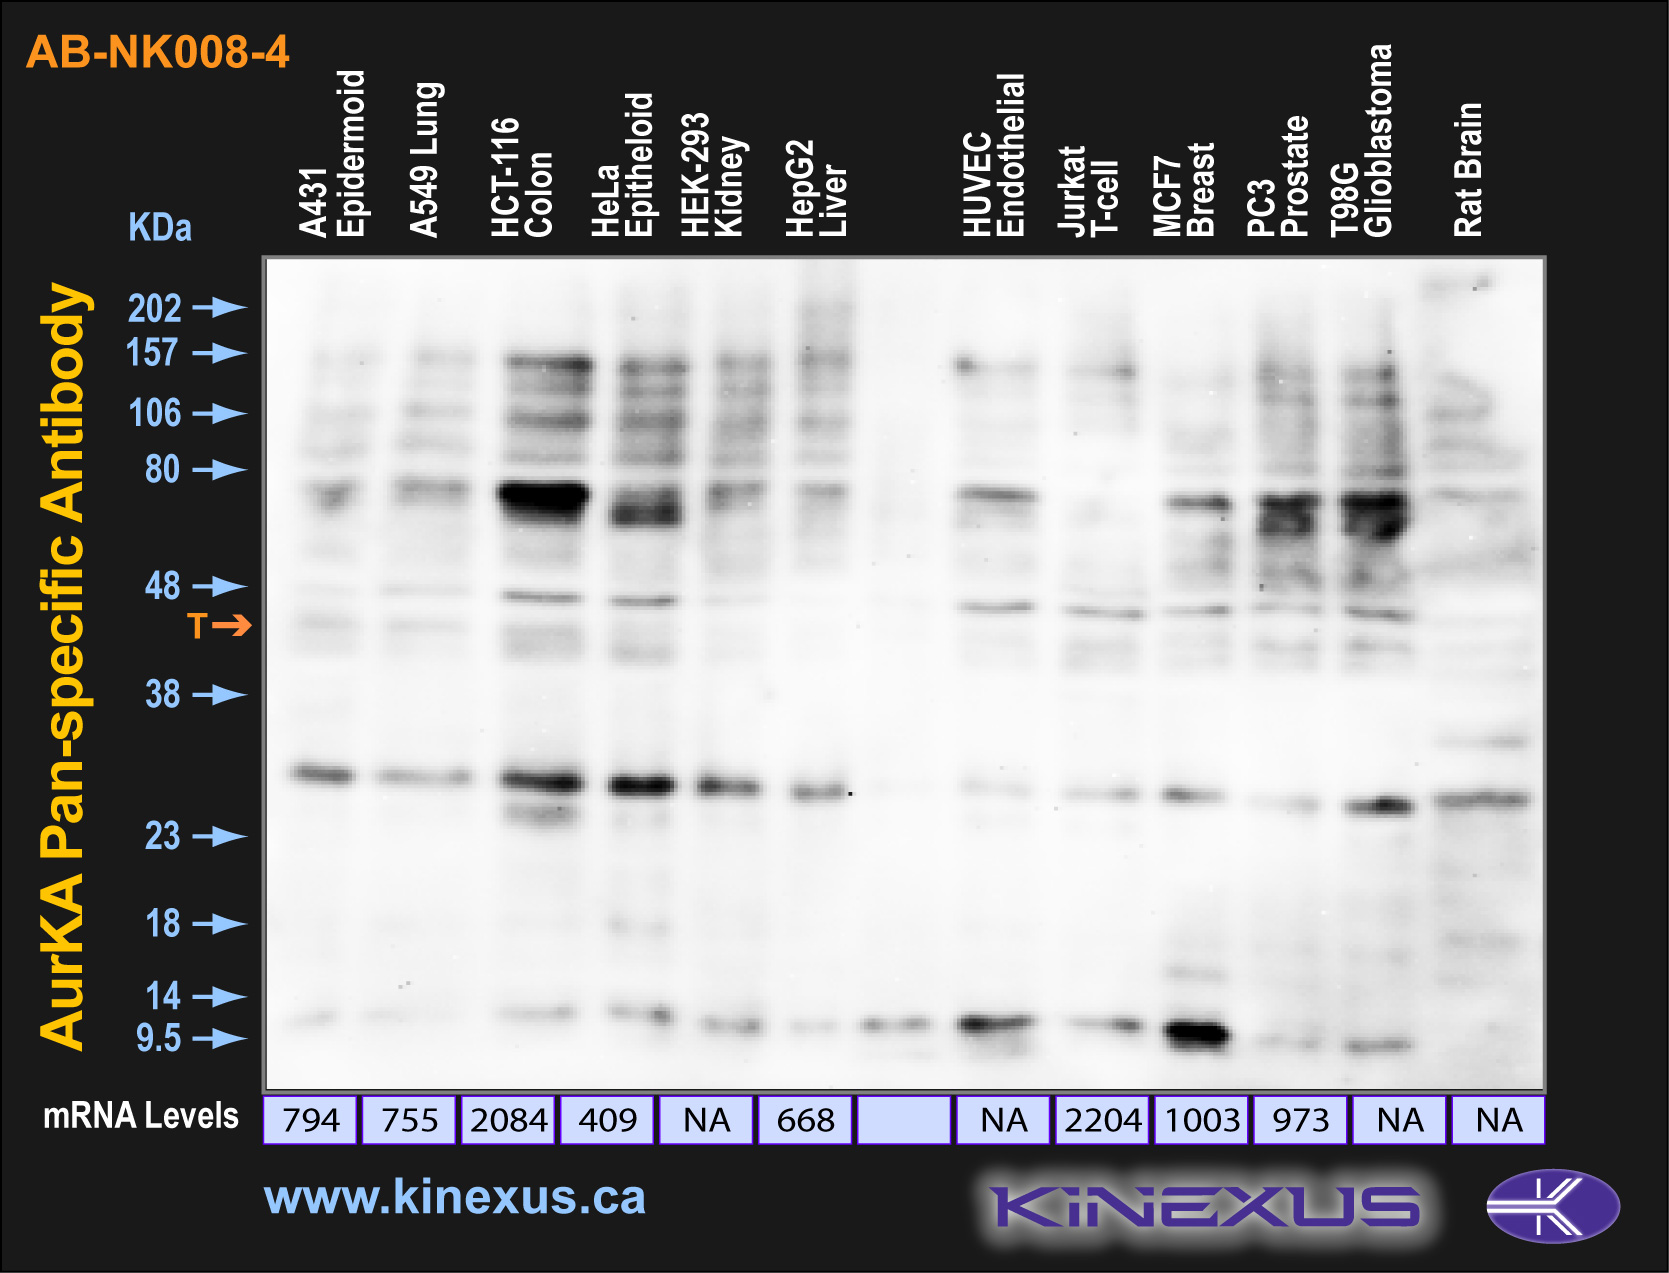 AB-NK008-4
A431
Epidermoid
A549 Lung
HCT-116
Colon
HeLa
Epitheloid
HEK-293
Kidney
HepG2
Liver
HUVEC
Endothelial
Jurkat
T-cell
MCF7
Breast
PC3
Prostate
T98G
Glioblastoma
Rat Brain
KDa
202
157
106
80
48
T
38
23
18
14
9.5
AurKA Pan-specific Antibody
mRNA Levels
794 755 2084 409 NA 668 NA 2204 1003 973 NA NA
www.kinexus.ca
KINEXUS